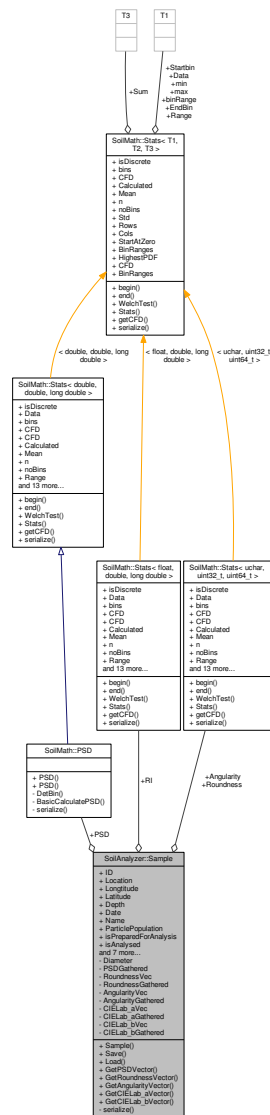 T3
T1
+Sum
+Startbin
+Data
+min
+max
+binRange
+EndBin
+Range
SoilMath::Stats< T1,
T2, T3 >
+ isDiscrete
+ bins
+ CFD
+ Calculated
+ Mean
+ n
+ noBins
+ Std
+ Rows
+ Cols
+ StartAtZero
+ BinRanges
+ HighestPDF
+ CFD
+ BinRanges
+ begin()
+ end()
+ WelchTest()
+ Stats()
+ getCFD()
+ serialize()
< double, double, long
double >
< float, double, long
double >
< uchar, uint32_t,
uint64_t >
SoilMath::Stats< double,
double, long double >
+ isDiscrete
+ Data
+ bins
+ CFD
+ CFD
+ Calculated
+ Mean
+ n
+ noBins
+ Range
and 13 more...
+ begin()
+ end()
+ WelchTest()
+ Stats()
+ getCFD()
+ serialize()
SoilMath::Stats< float,
double, long double >
+ isDiscrete
+ Data
+ bins
+ CFD
+ CFD
+ Calculated
+ Mean
+ n
+ noBins
+ Range
and 13 more...
+ begin()
+ end()
+ WelchTest()
+ Stats()
+ getCFD()
+ serialize()
SoilMath::Stats< uchar,
uint32_t, uint64_t >
+ isDiscrete
+ Data
+ bins
+ CFD
+ CFD
+ Calculated
+ Mean
+ n
+ noBins
+ Range
and 13 more...
+ begin()
+ end()
+ WelchTest()
+ Stats()
+ getCFD()
+ serialize()
SoilMath::PSD
+ PSD()
+ PSD()
- DetBin()
- BasicCalculatePSD()
- serialize()
+PSD
+RI
+Angularity
+Roundness
SoilAnalyzer::Sample
+ ID
+ Location
+ Longtitude
+ Latitude
+ Depth
+ Date
+ Name
+ ParticlePopulation
+ isPreparedForAnalysis
+ isAnalysed
and 7 more...
- Diameter
- PSDGathered
- RoundnessVec
- RoundnessGathered
- AngularityVec
- AngularityGathered
- CIELab_aVec
- CIELab_aGathered
- CIELab_bVec
- CIELab_bGathered
+ Sample()
+ Save()
+ Load()
+ GetPSDVector()
+ GetRoundnessVector()
+ GetAngularityVector()
+ GetCIELab_aVector()
+ GetCIELab_bVector()
- serialize()